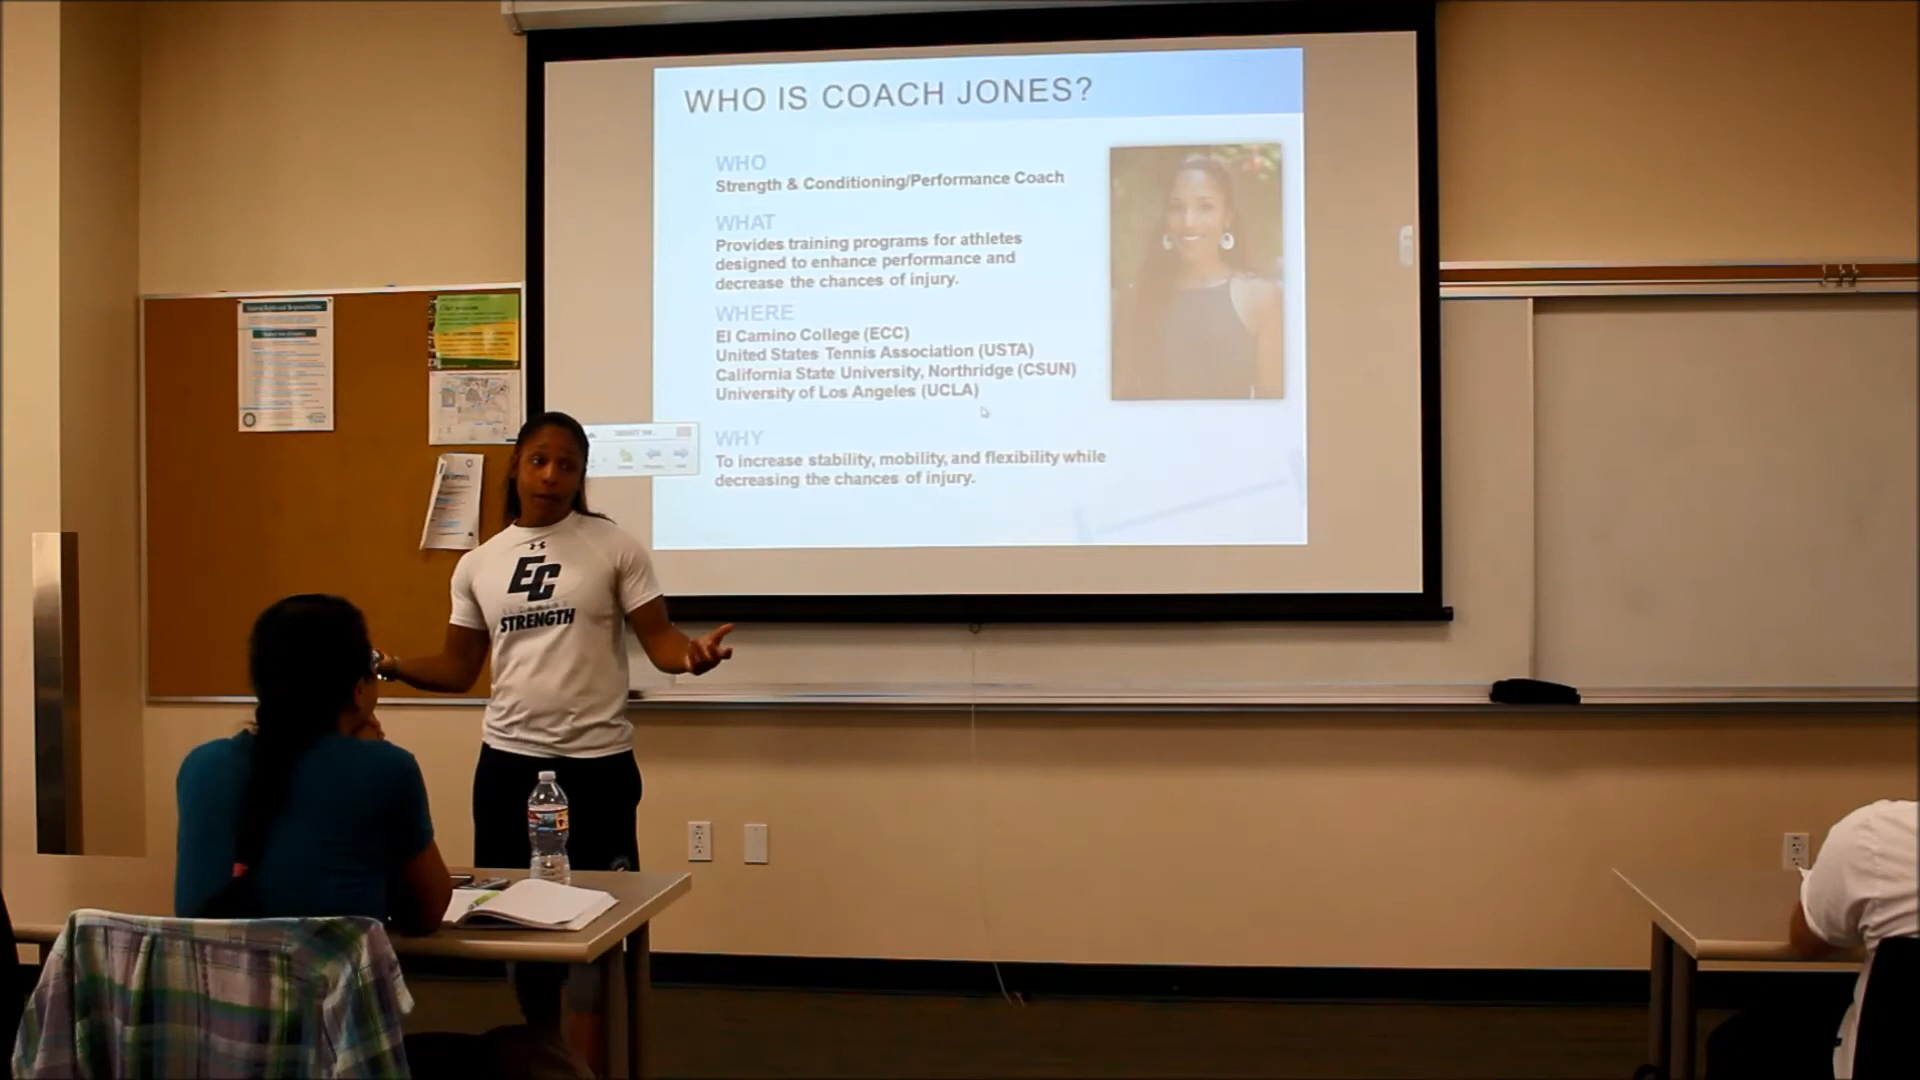 WHO IS COACH JONES?
WHO
Strength & Conditioning/Performance Coach
WHAT
Provides training programs for athletes
designed to enhance performance and
decrease the chances of injury.
WHERE
El Camino College (ECC)
United States Tennis Association (USTA)
California State University, Northridge (CSUN)
University of Los Angeles (UCLA)
WHY
To increase stability, mobility, and flexibility while
decreasing the chances of injury.
EC
STRENGTH